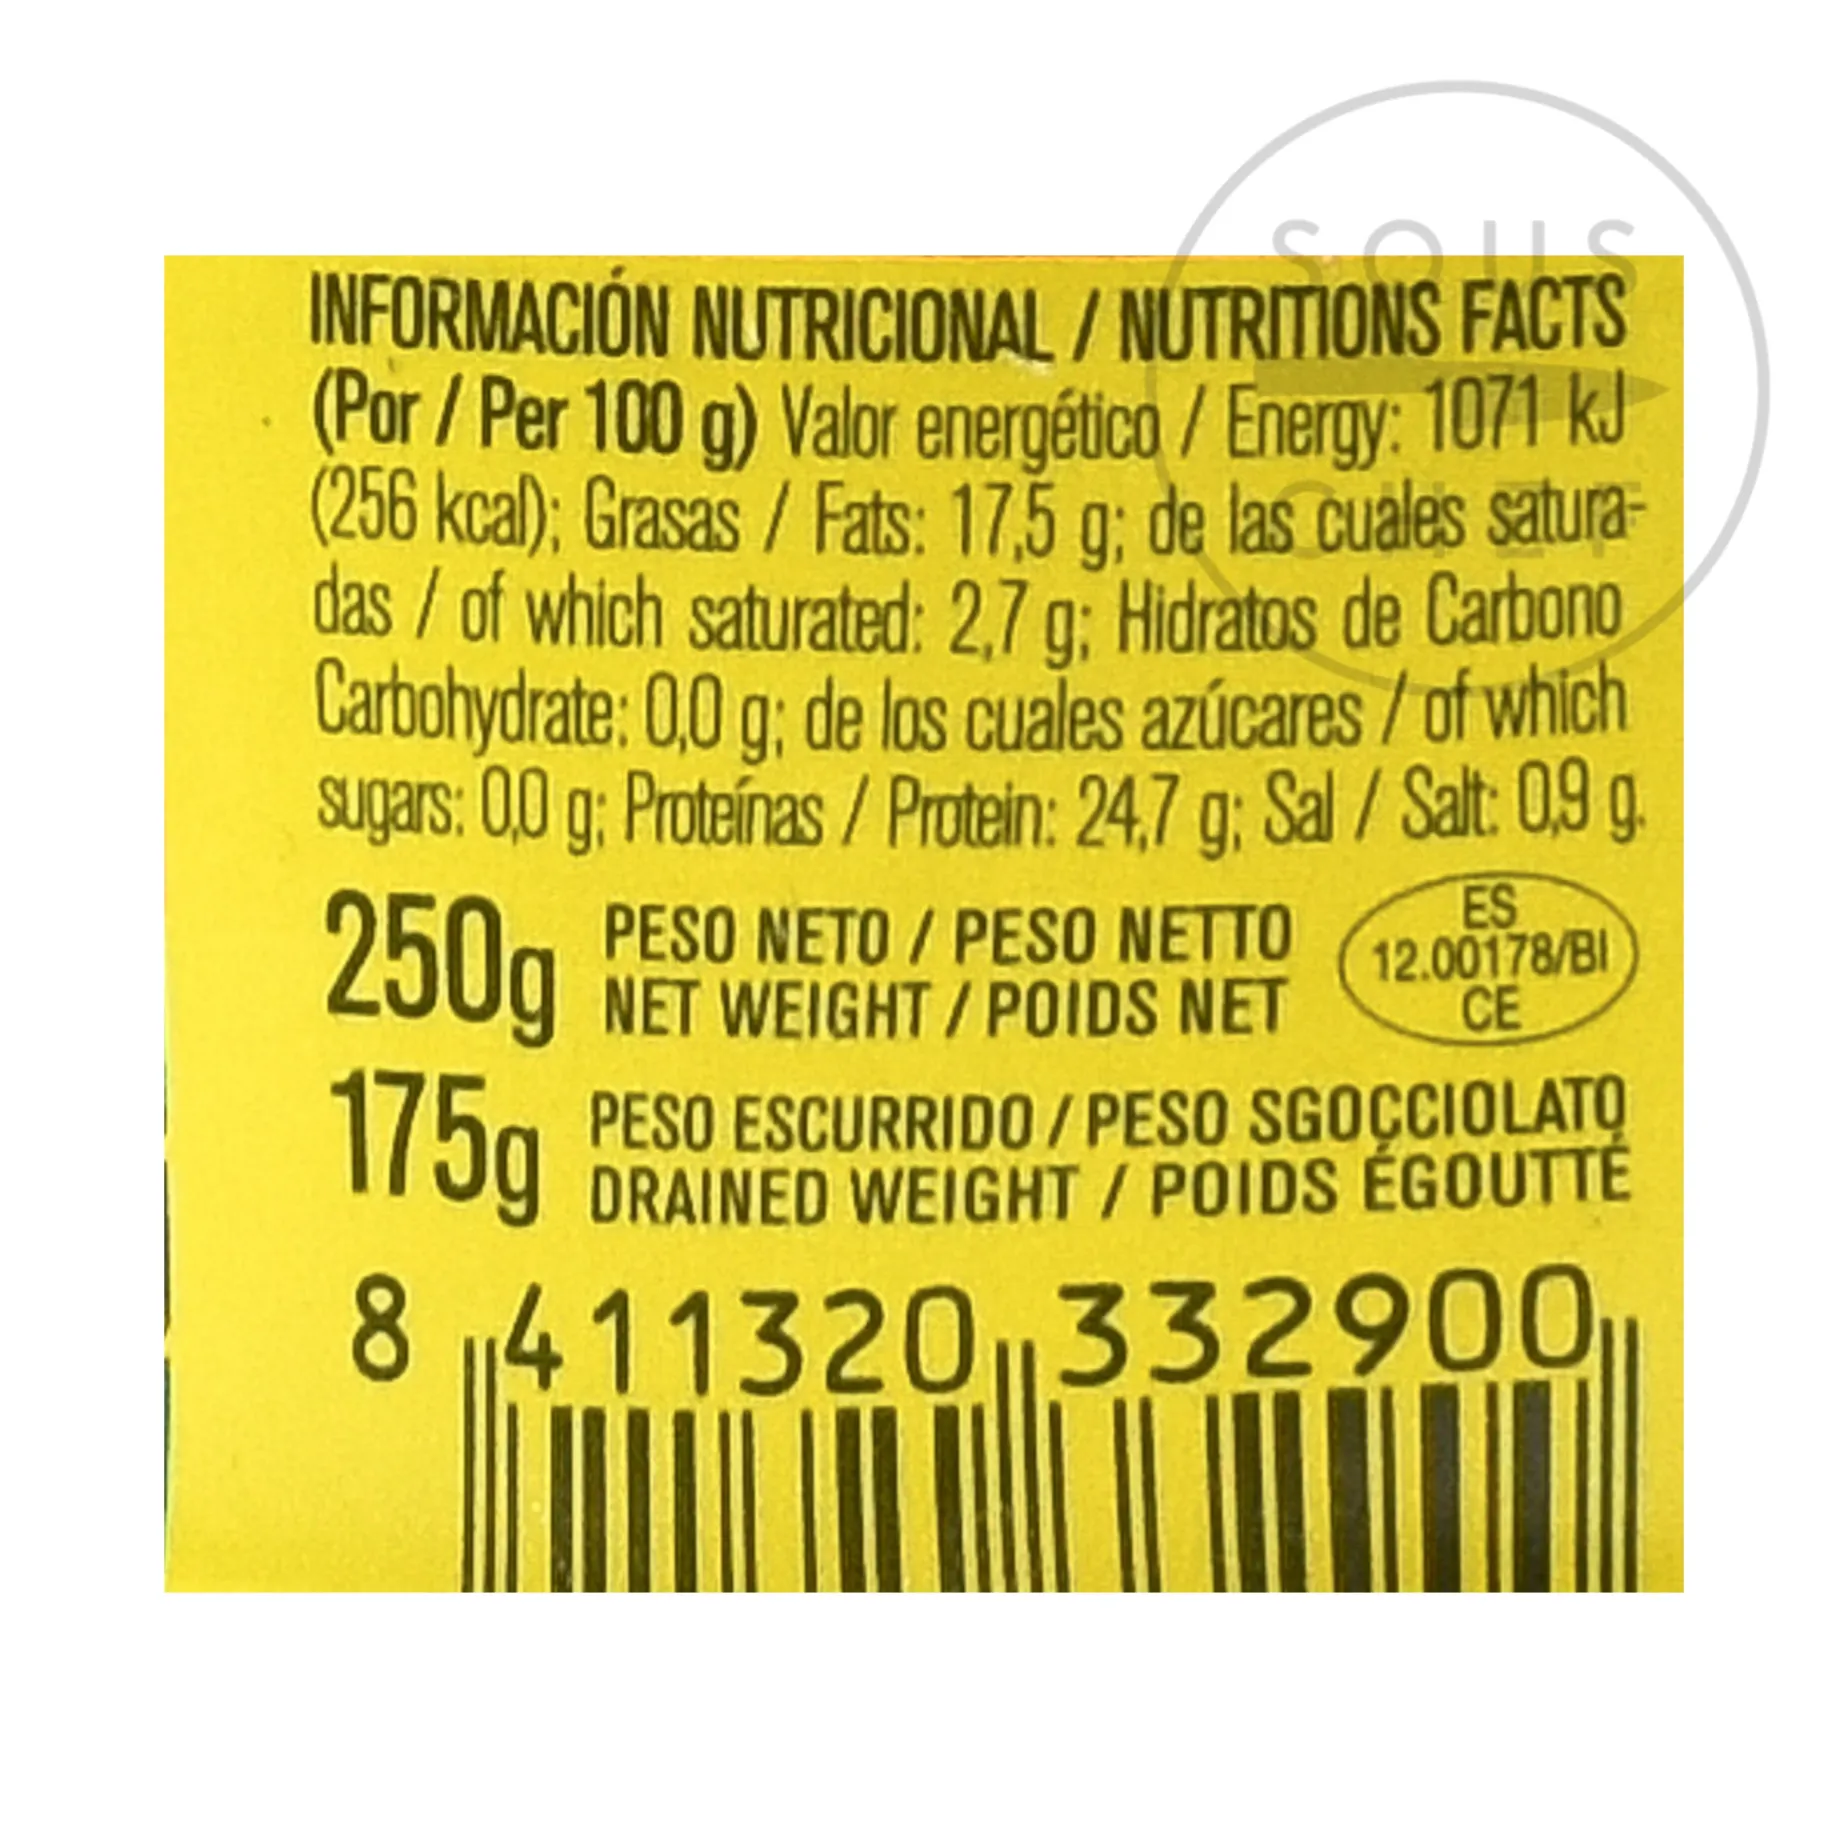 SOUS
CHEF
INFORMACIÓN NUTRICIONAL / NUTRITIONS FACTS
(Por / Per 100 g) Valor energético / Energy: 1071 kJ
(256 kcal); Grasas / Fats: 17,5 g; de las cuales satura-
das / of which saturated: 2,7 g; Hidratos de Carbono
Carbohydrate: 0,0 g; de los cuales azúcares / of which
sugars: 0,0 g; Proteínas / Protein: 24,7 g; Sal / Salt: 0,9 g.
250g PESO NETO / PESO NETTO
NET WEIGHT / POIDS NET
ES
12.00178/BI
CE
175g PESO ESCURRIDO / PESO SGOCCIOLATO
DRAINED WEIGHT / POIDS ÉGOUTTÉ
8 411320 332900